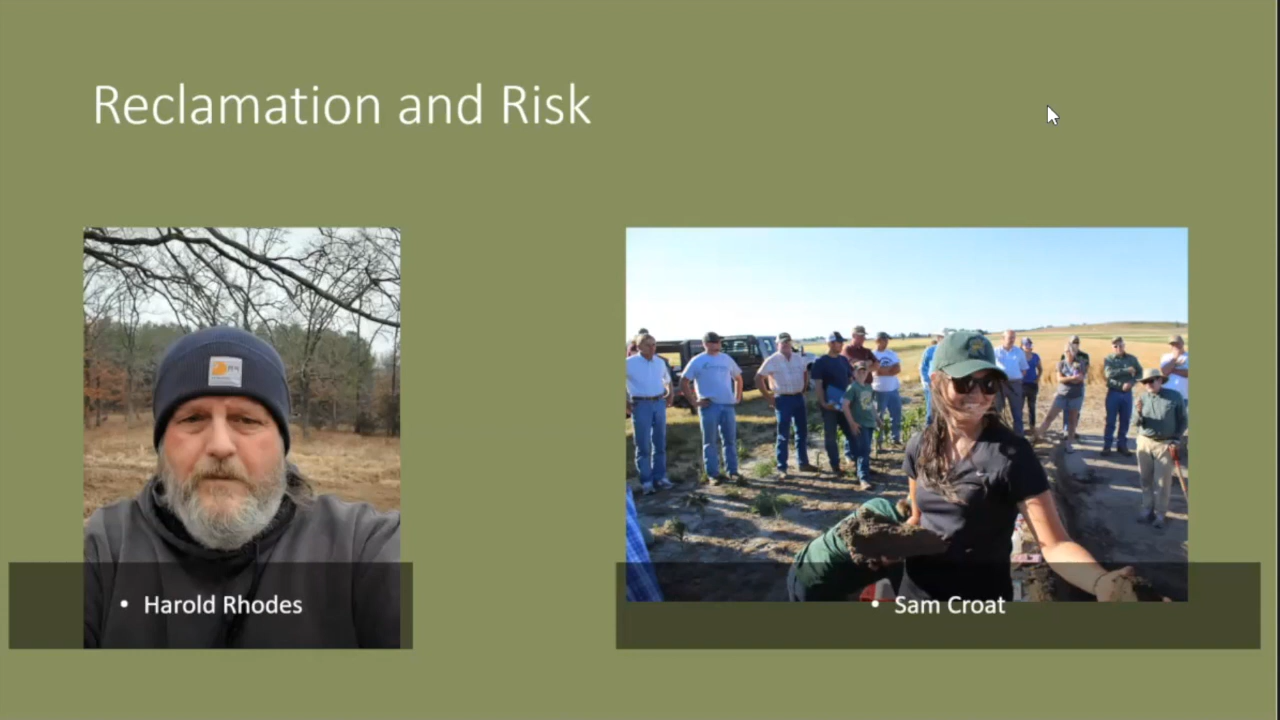 Reclamation and Risk
• Harold Rhodes
• Sam Croat